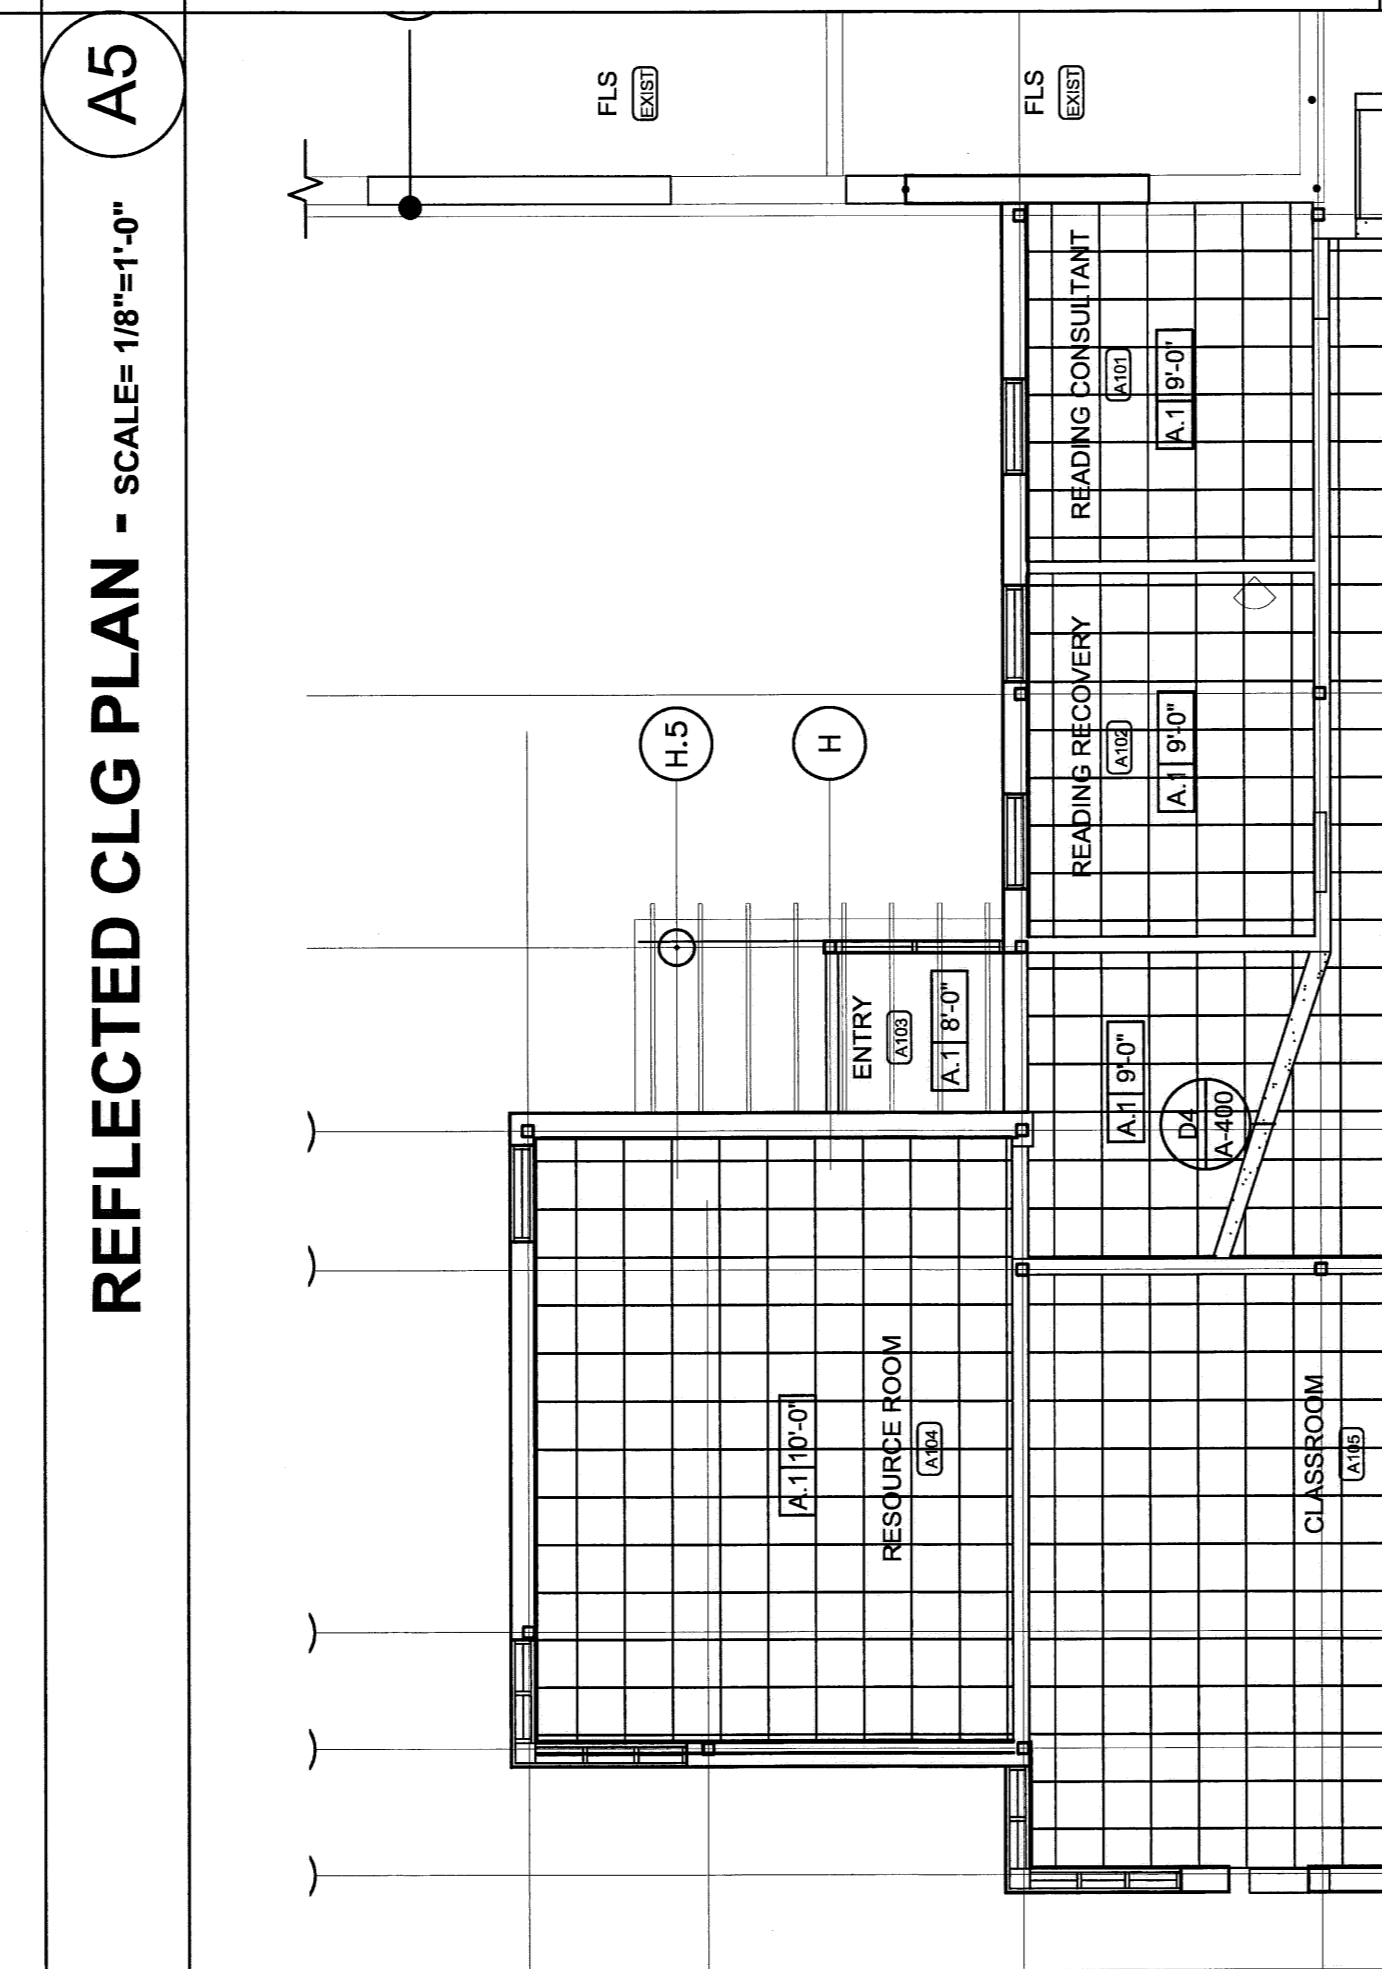 REFLECTED CLG PLAN - SCALE= 1/8"=1'-0"
A5
FLS
EXIST
FLS
EXIST
H.5
H
READING CONSULTANT
A101
A.1 9'-0"
READING RECOVERY
A102
A.1 9'-0"
ENTRY
A103
A.1 8'-0"
A.1 9'-0"
D4
A-400
A.1 10'-0"
RESOURCE ROOM
A104
CLASSROOM
A105